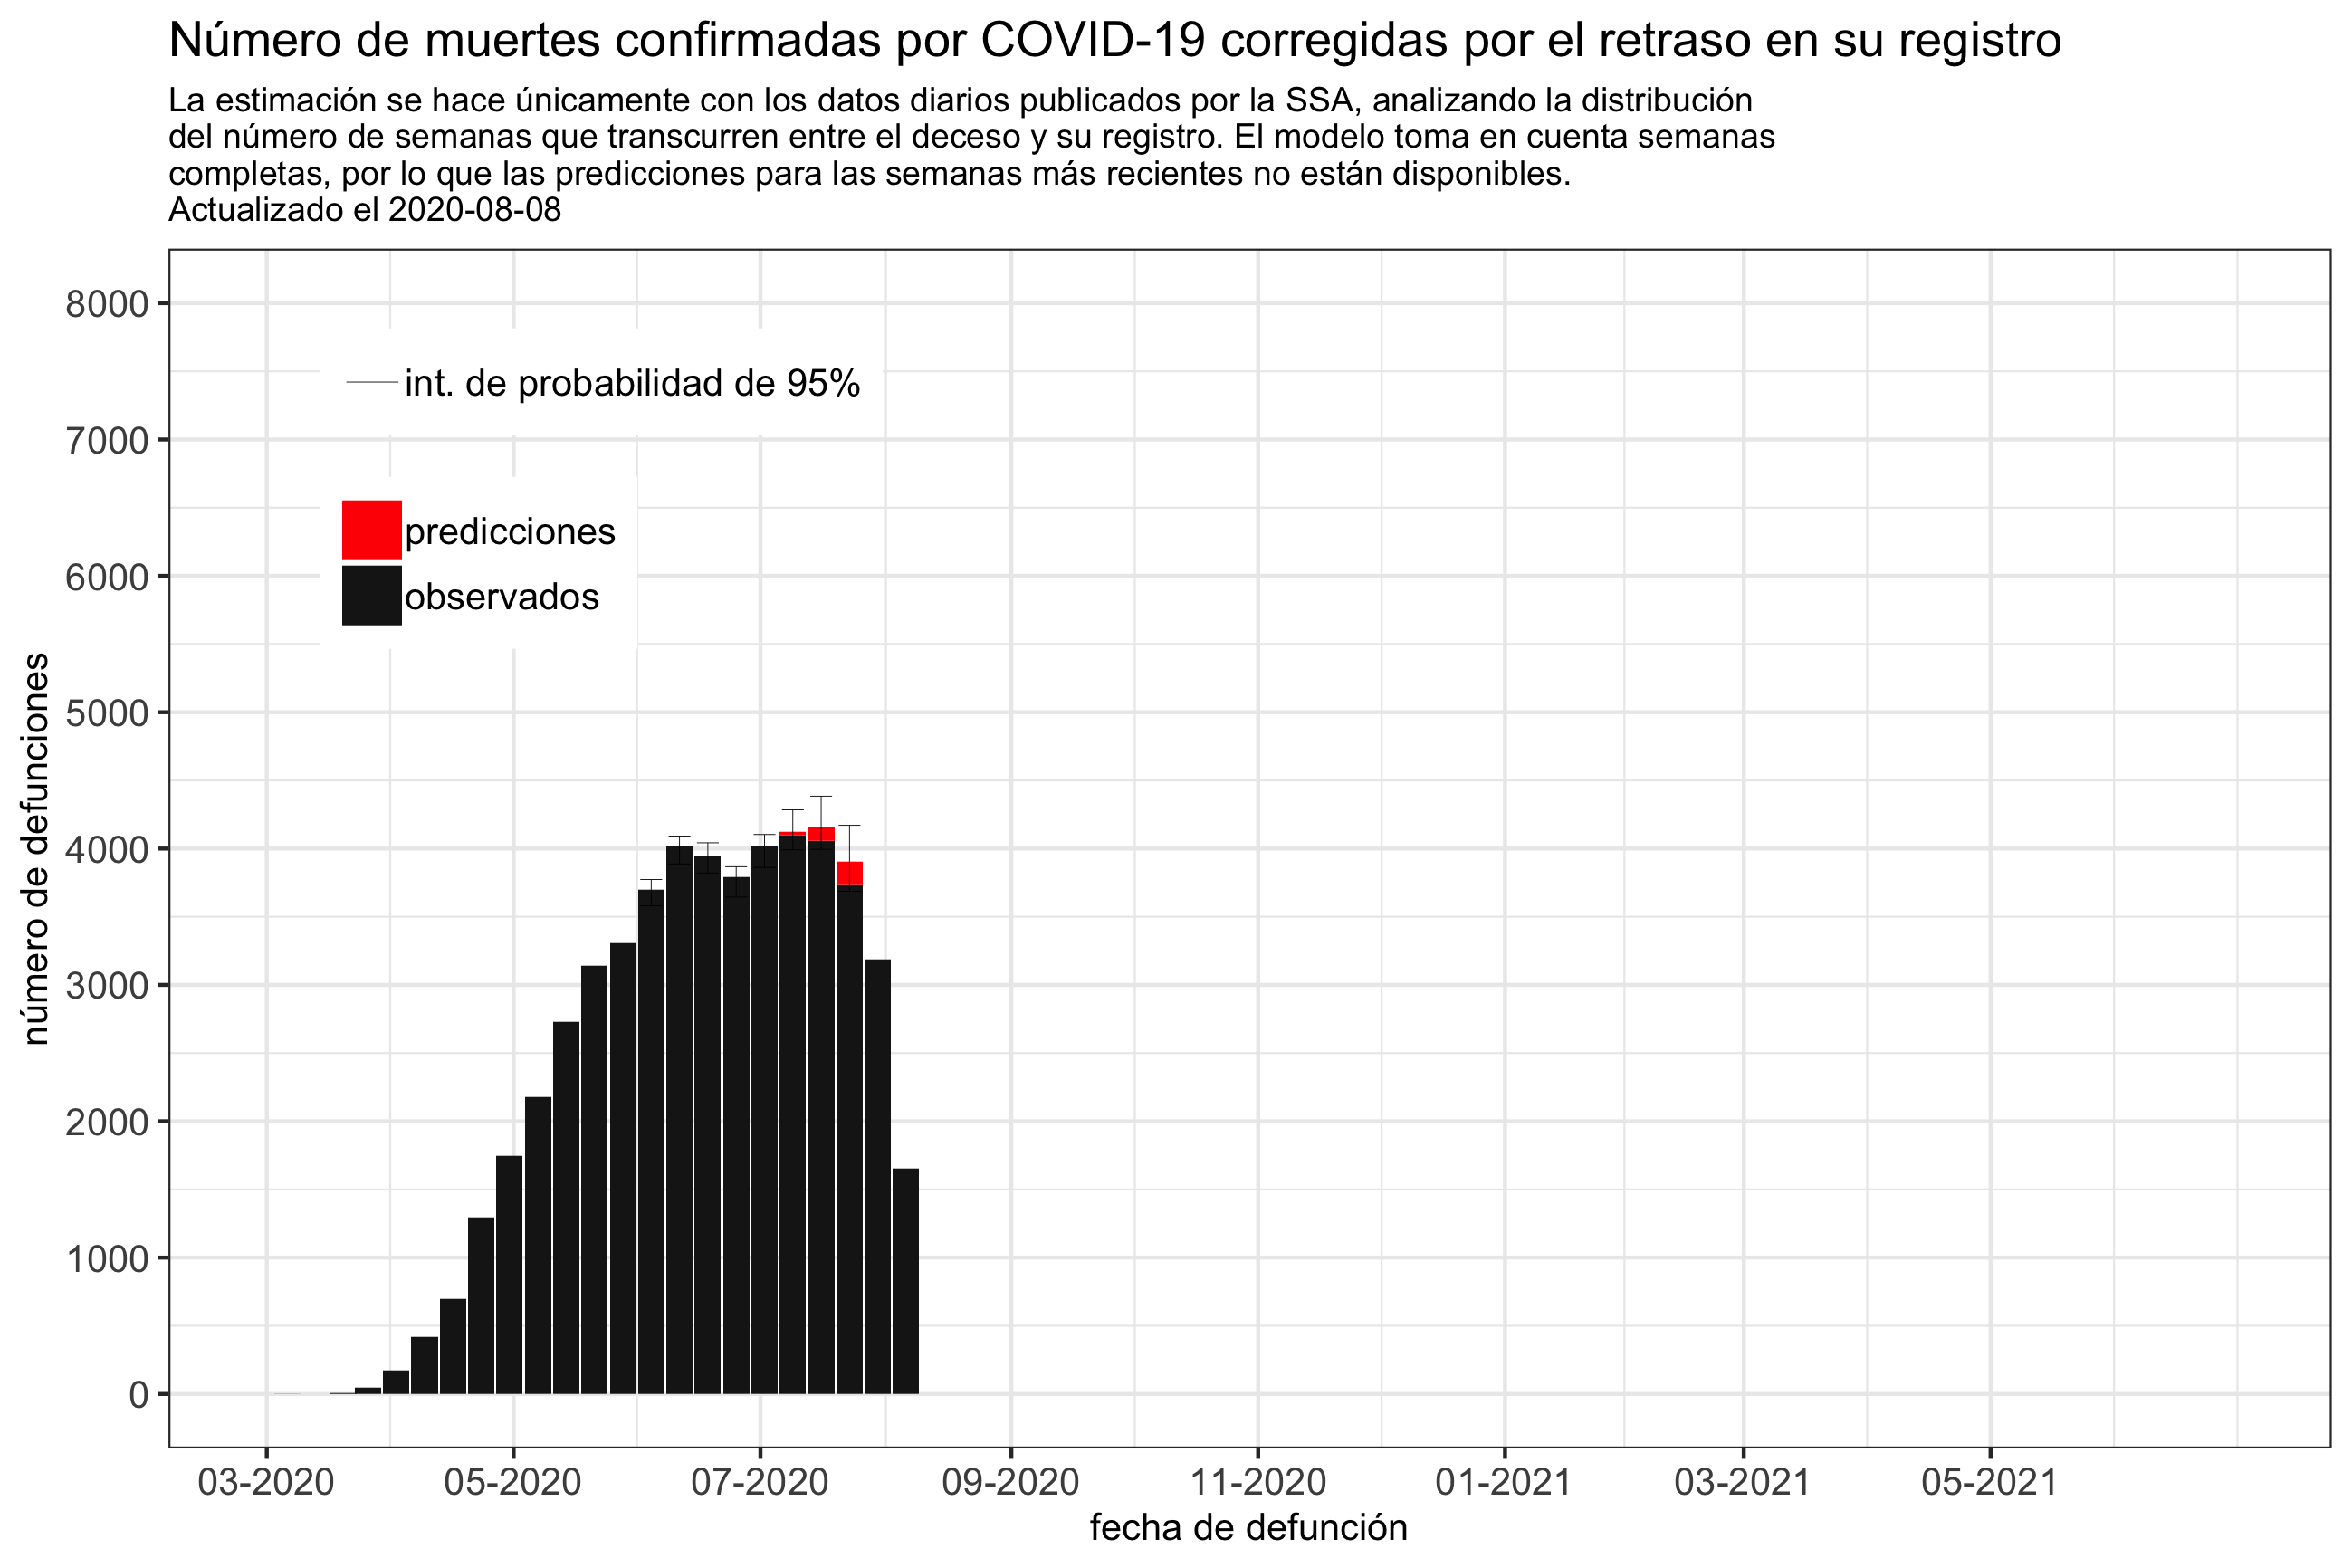 Número de muertes confirmadas por COVID-19 corregidas por el retraso en su registro
La estimación se hace únicamente con los datos diarios publicados por la SSA, analizando la distribución
del número de semanas que transcurren entre el deceso y su registro. El modelo toma en cuenta semanas
completas, por lo que las predicciones para las semanas más recientes no están disponibles.
Actualizado el 2020-08-08
número de defunciones
8000
7000
6000
5000
4000
3000
2000
1000
0
int. de probabilidad de 95%
predicciones
observados
03-2020 05-2020 07-2020 09-2020 11-2020 01-2021 03-2021 05-2021
fecha de defunción